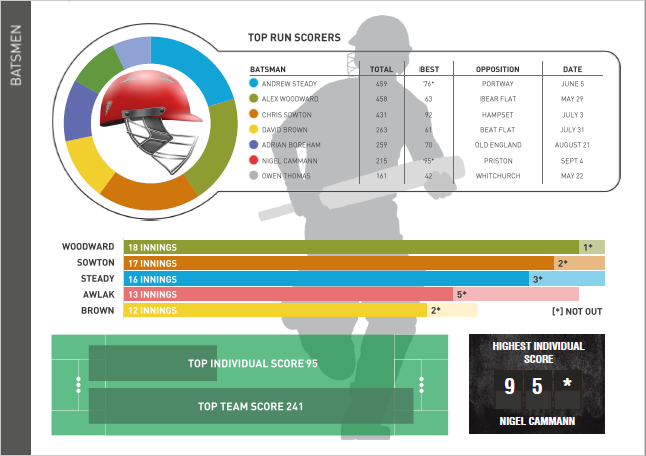 BATSMEN
TOP RUN SCORERS
BATSMAN TOTAL BEST OPPOSITION DATE
ANDREW STEADY 459 76* PORTWAY JUNE 5
ALEX WOODWARD 458 63 BEAR FLAT MAY 29
CHRIS SOWTON 431 92 HAMPSET JULY 3
DAVID BROWN 263 61 BEAT FLAT JULY 31
ADRIAN BOREHAM 259 70 OLD ENGLAND AUGUST 21
NIGEL CAMMANN 215 95* PRISTON SEPT 4
OWEN THOMAS 161 42 WHITCHURCH MAY 22
WOODWARD 18 INNINGS 1*
SOWTON 17 INNINGS 2*
STEADY 16 INNINGS 3*
AWLAK 13 INNINGS 5*
BROWN 12 INNINGS 2* [*] NOT OUT
TOP INDIVIDUAL SCORE 95
TOP TEAM SCORE 241
HIGHEST INDIVIDUAL
SCORE
9 5 *
NIGEL CAMMANN